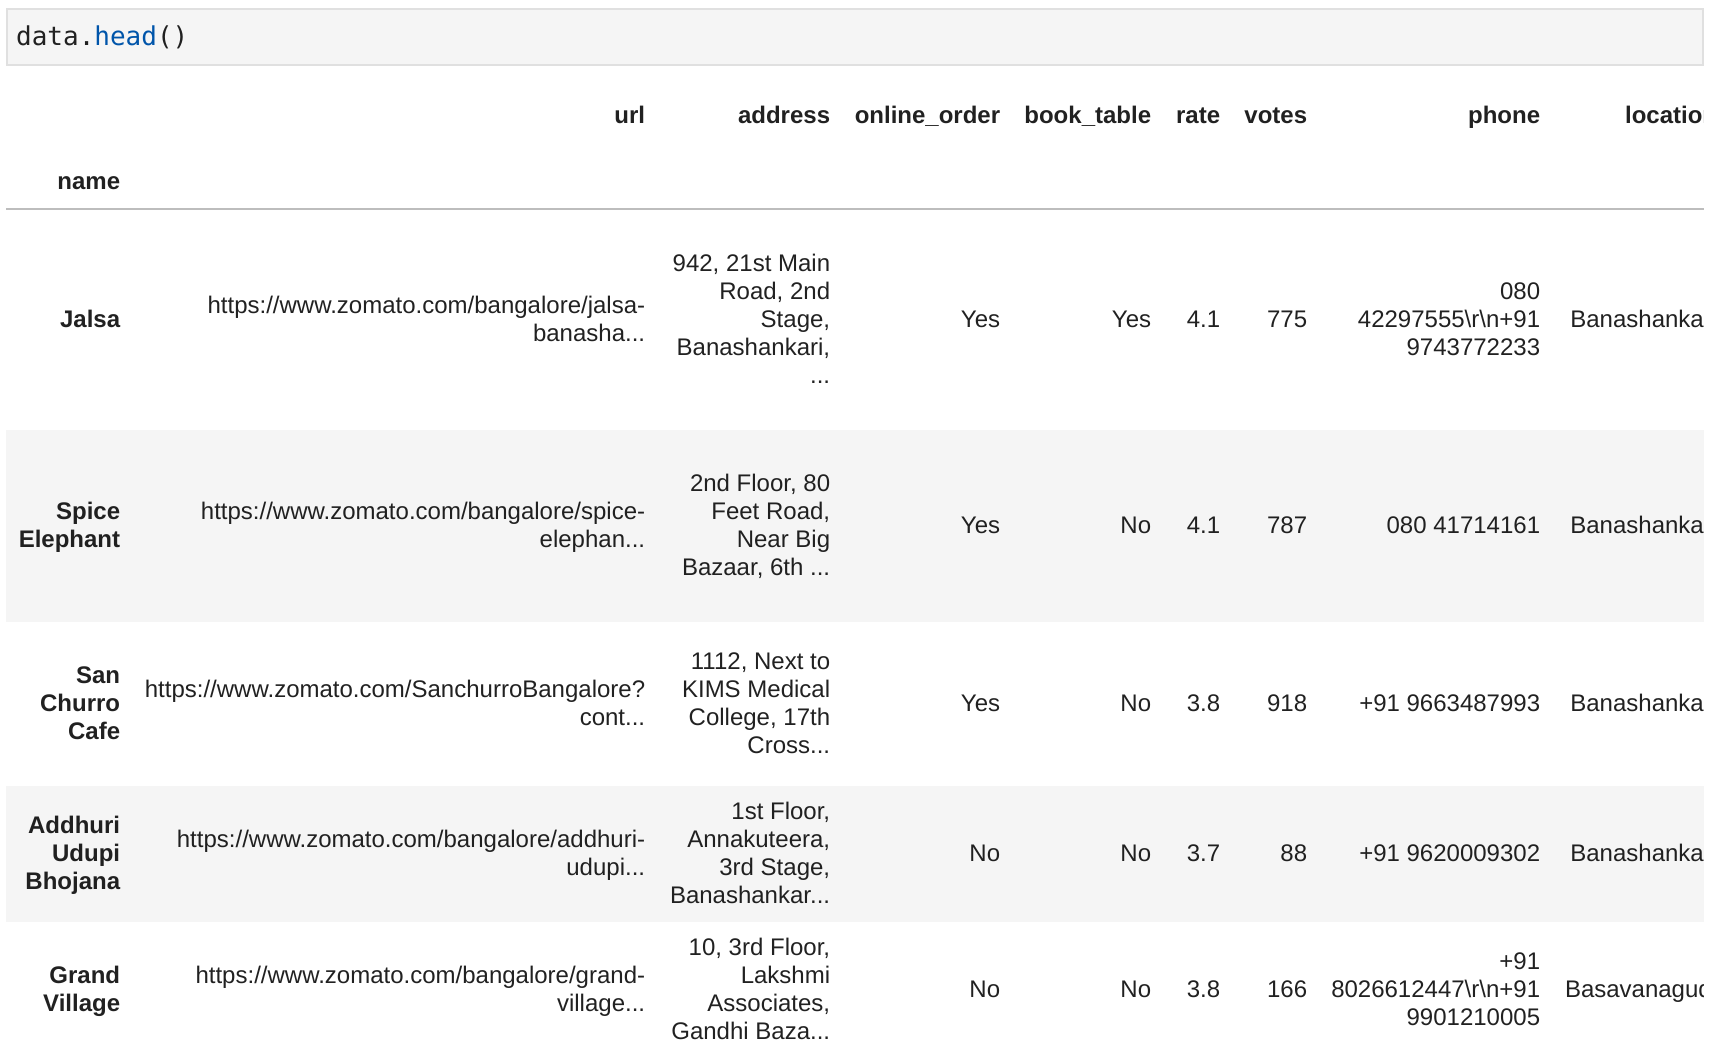 data.head()
url address online_order book_table rate votes phone locatio
name
Jalsa https://www.zomato.com/bangalore/jalsa-
banasha... 942, 21st Main
Road, 2nd
Stage,
Banashankari,
... Yes Yes 4.1 775 080
42297555\r\n+91
9743772233 Banashanka
Spice
Elephant https://www.zomato.com/bangalore/spice-
elephan... 2nd Floor, 80
Feet Road,
Near Big
Bazaar, 6th ... Yes No 4.1 787 080 41714161 Banashanka
San
Churro
Cafe https://www.zomato.com/SanchurroBangalore?
cont... 1112, Next to
KIMS Medical
College, 17th
Cross... Yes No 3.8 918 +91 9663487993 Banashanka
Addhuri
Udupi
Bhojana https://www.zomato.com/bangalore/addhuri-
udupi... 1st Floor,
Annakuteera,
3rd Stage,
Banashankar... No No 3.7 88 +91 9620009302 Banashanka
Grand
Village https://www.zomato.com/bangalore/grand-
village... 10, 3rd Floor,
Lakshmi
Associates,
Gandhi Baza... No No 3.8 166 +91
8026612447\r\n+91
9901210005 Basavanagud